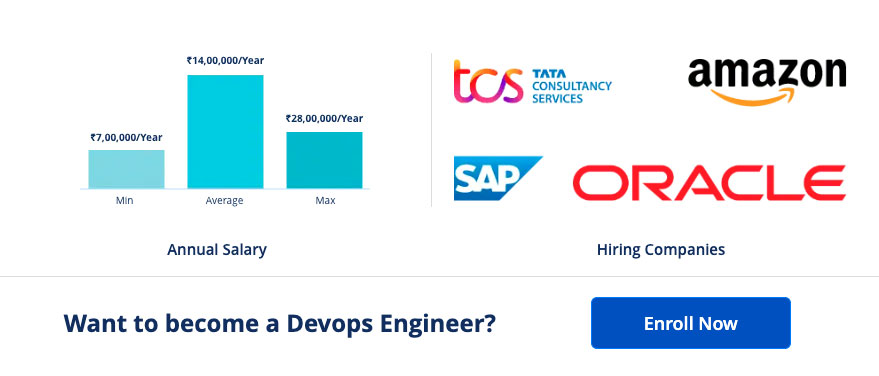 ₹14,00,000/Year
₹28,00,000/Year
₹7,00,000/Year
Min
Average
Max
Annual Salary
tcs TATA
CONSULTANCY
SERVICES
amazon
SAP
ORACLE
Hiring Companies
Want to become a Devops Engineer?
Enroll Now